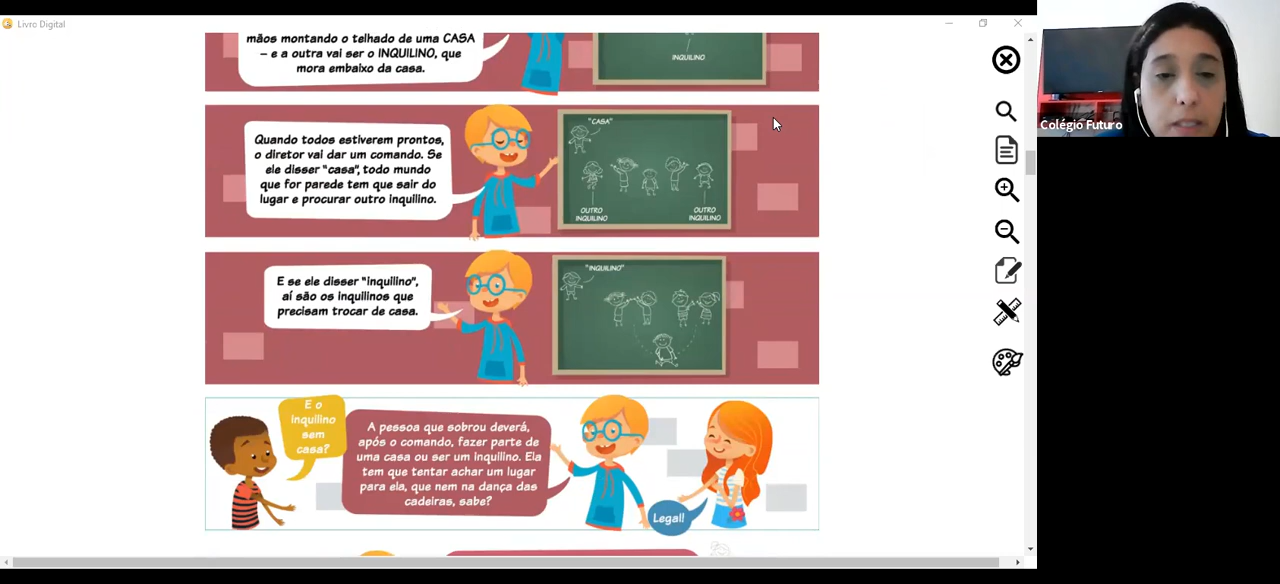 Livro Digital
mãos montando o telhado de uma CASA
– e a outra vai ser o INQUILINO, que
mora embaixo da casa.
INQUILINO
Quando todos estiverem prontos,
o diretor vai dar um comando. Se
ele disser “casa”, todo mundo
que for parede tem que sair do
lugar e procurar outro inquilino.
"CASA"
OUTRO
INQUILINO
OUTRO
INQUILINO
E se ele disser “inquilino”,
aí são os inquilinos que
precisam trocar de casa.
"INQUILINO"
E o
inquilino
sem
casa?
A pessoa que sobrou deverá,
após o comando, fazer parte de
uma casa ou ser um inquilino. Ela
tem que tentar achar um lugar
para ela, que nem na dança das
cadeiras, sabe?
Legal!
Colégio Futuro